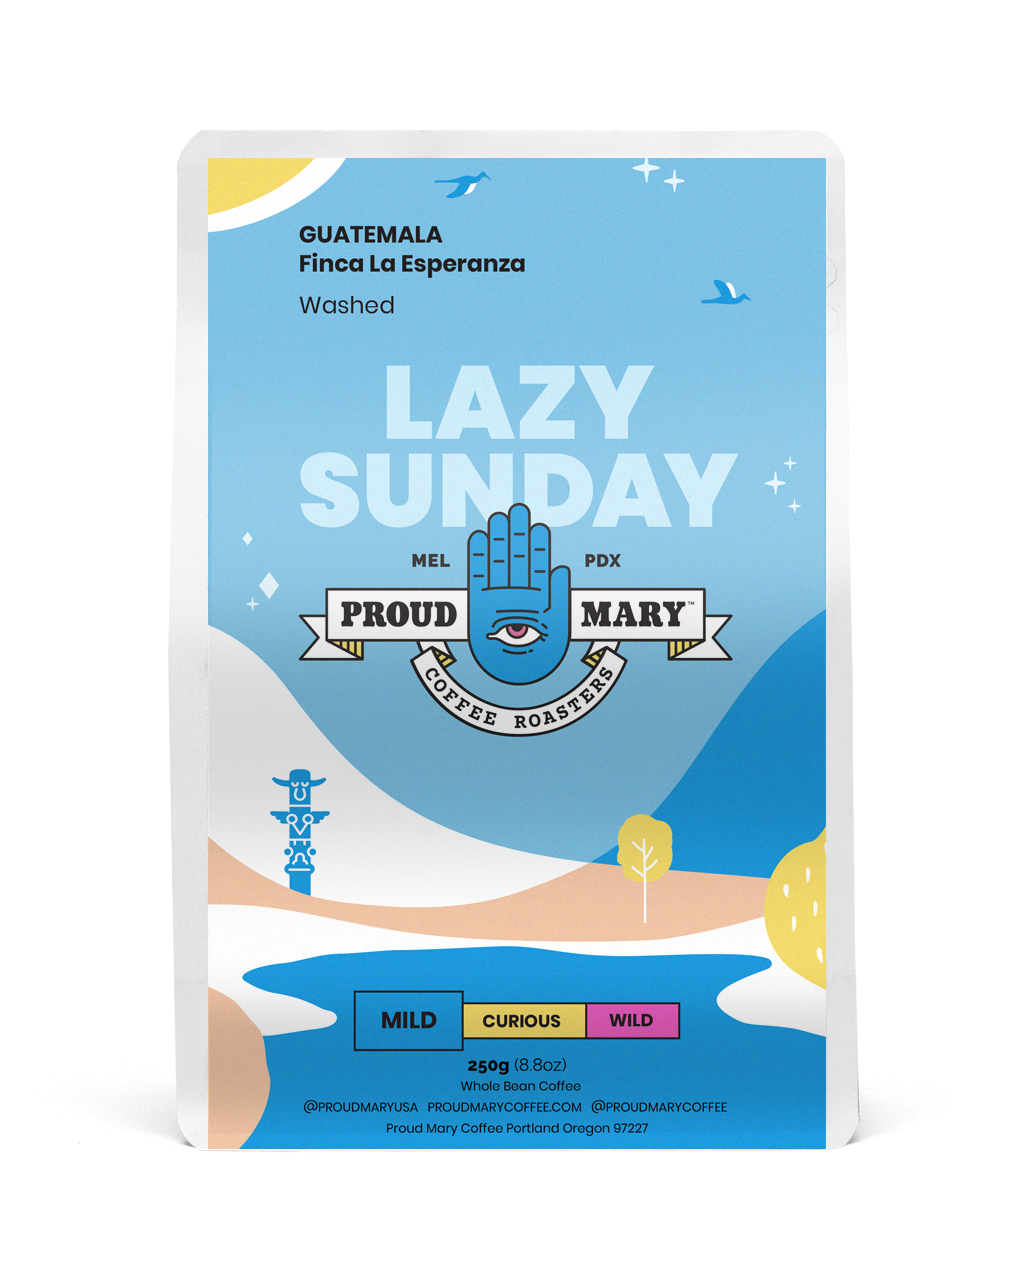 GUATEMALA
Finca La Esperanza
Washed
LAZY
SUNDAY
MEL PDX
PROUD MARY™
COFFEE ROASTERS
MILD CURIOUS WILD
250g (8.8oz)
Whole Bean Coffee
@PROUDMARYUSA PROUDMARYCOFFEE.COM @PROUDMARYCOFFEE
Proud Mary Coffee Portland Oregon 97227